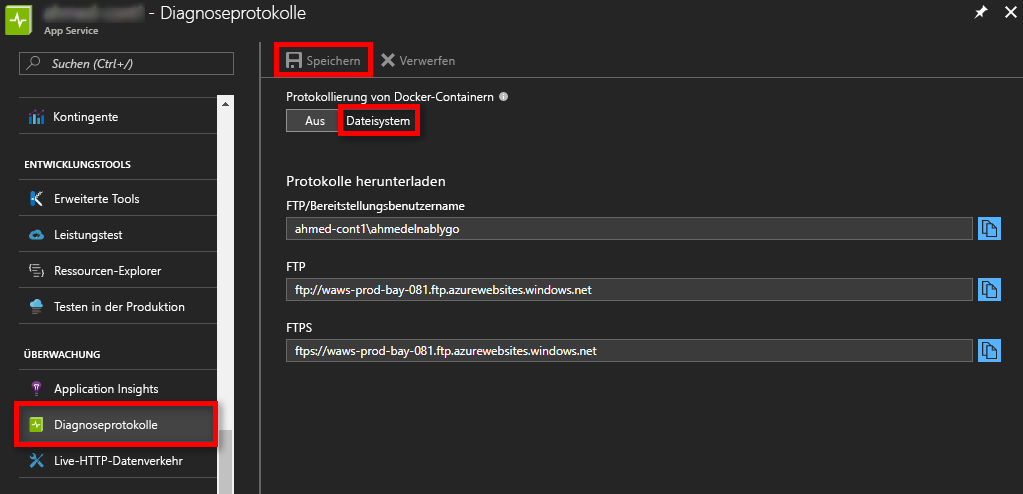 - Diagnoseprotokolle
App Service
Suchen (Ctrl+/)
Kontingente
ENTWICKLUNGSTOOLS
Erweiterte Tools
Leistungstest
Ressourcen-Explorer
Testen in der Produktion
ÜBERWACHUNG
Application Insights
Diagnoseprotokolle
Live-HTTP-Datenverkehr
Speichern Verwerfen
Protokollierung von Docker-Containern
Aus Dateisystem
Protokolle herunterladen
FTP/Bereitstellungsbenutzername
ahmed-cont1\ahmedelnablygo
FTP
ftp://waws-prod-bay-081.ftp.azurewebsites.windows.net
FTPS
ftps://waws-prod-bay-081.ftp.azurewebsites.windows.net